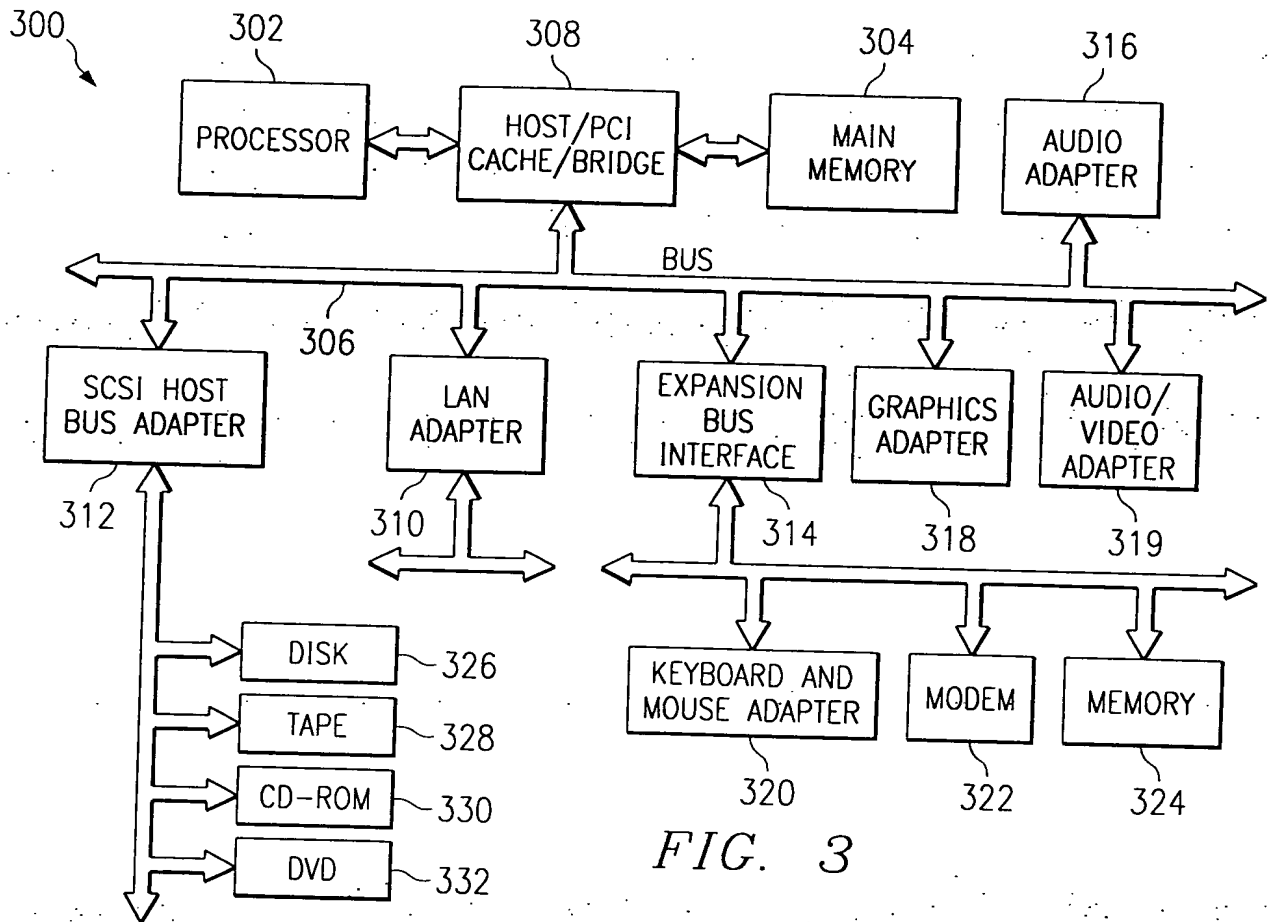 300
302
308
304
316
PROCESSOR
HOST/PCI
CACHE/BRIDGE
MAIN
MEMORY
AUDIO
ADAPTER
BUS
306
SCSI HOST
BUS ADAPTER
LAN
ADAPTER
EXPANSION
BUS
INTERFACE
GRAPHICS
ADAPTER
AUDIO/
VIDEO
ADAPTER
312
310
314
318
319
DISK
326
TAPE
328
CD-ROM
330
DVD
332
KEYBOARD AND
MOUSE ADAPTER
MODEM
MEMORY
320
322
324
FIG. 3